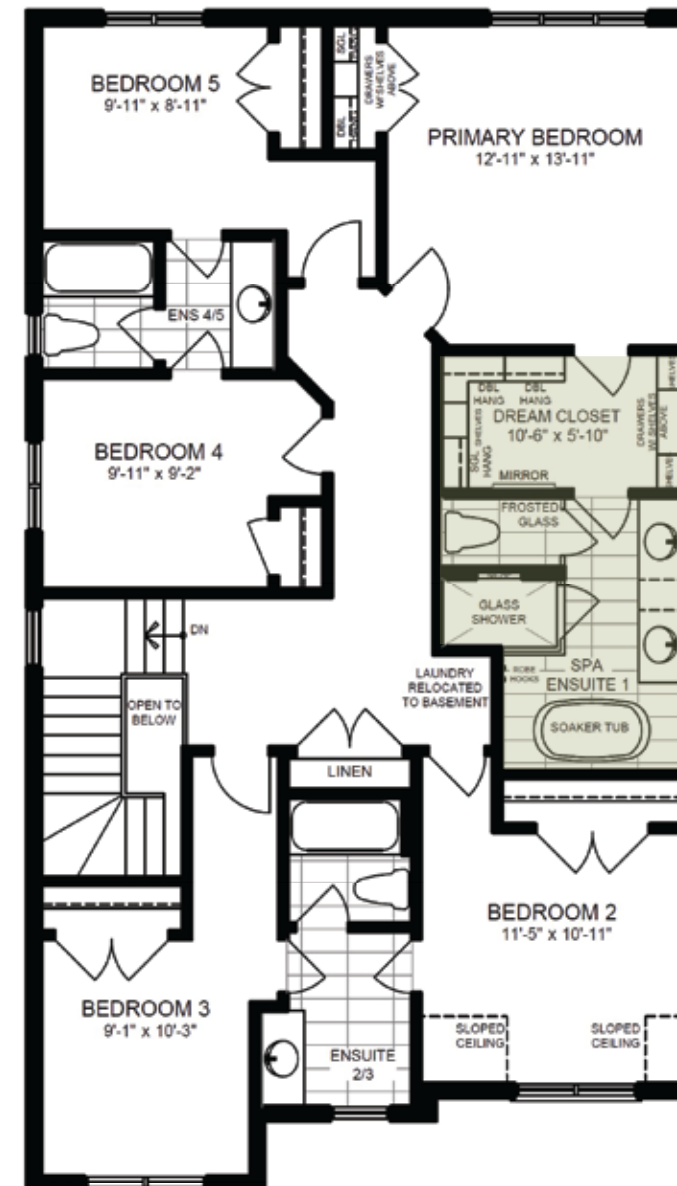 BEDROOM 5
9'-11" x 8'-11"
SGL
DBL
DRAWERS
W/ SHELVES
ABOVE
PRIMARY BEDROOM
12'-11" x 13'-11"
ENS 4/5
BEDROOM 4
9'-11" x 9'-2"
DBL
HANG
DBL
HANG
DREAM CLOSET
10'-6" x 5'-10"
SGL SHELVES
HANG
MIRROR
DRAWERS
W/ SHELVES
ABOVE
SHELVES
SHELVES
FROSTED
GLASS
GLASS
SHOWER
ROBE
HOOKS
SPA
ENSUITE 1
SOAKER TUB
DN
OPEN TO
BELOW
LAUNDRY
RELOCATED
TO BASEMENT
LINEN
BEDROOM 2
11'-5" x 10'-11"
BEDROOM 3
9'-1" x 10'-3"
ENSUITE
2/3
SLOPED
CEILING
SLOPED
CEILING